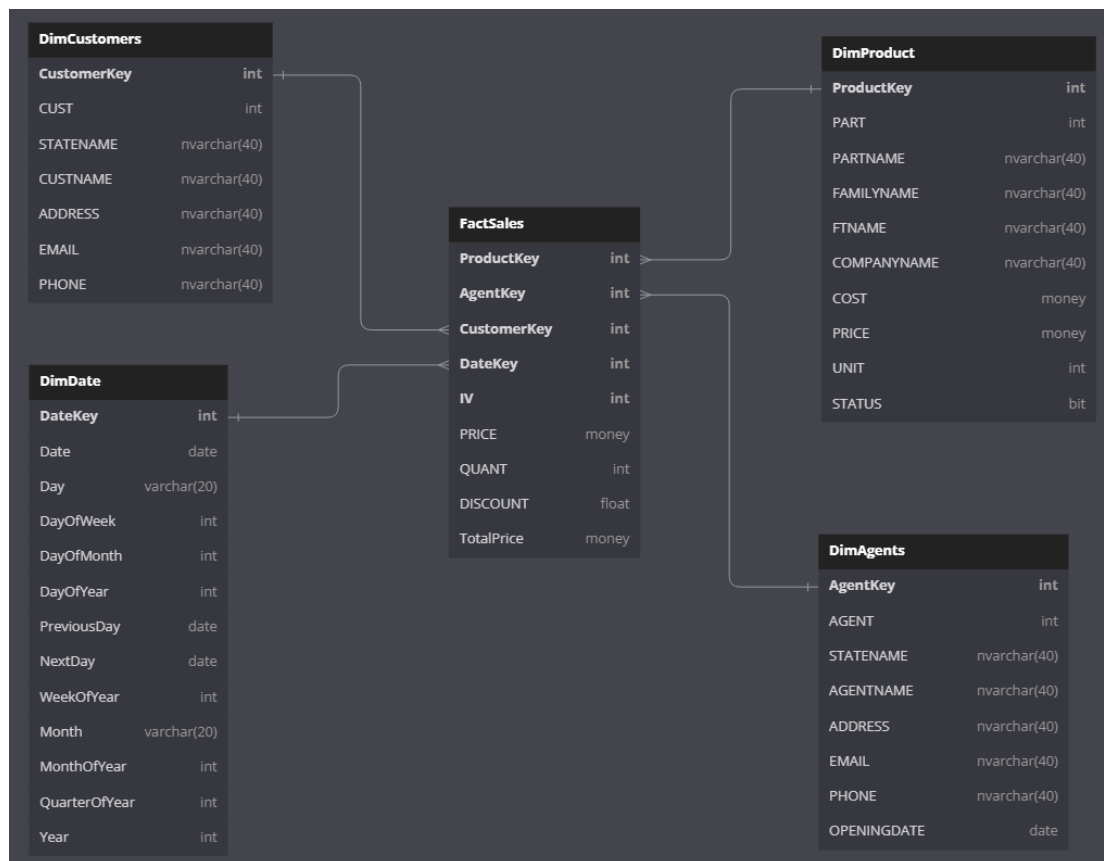 DimCustomers
CustomerKey int
CUST int
STATENAME nvarchar(40)
CUSTNAME nvarchar(40)
ADDRESS nvarchar(40)
EMAIL nvarchar(40)
PHONE nvarchar(40)
DimDate
DateKey int
Date date
Day varchar(20)
DayOfWeek int
DayOfMonth int
DayOfYear int
PreviousDay date
NextDay date
WeekOfYear int
Month varchar(20)
MonthOfYear int
QuarterOfYear int
Year int
FactSales
ProductKey int
AgentKey int
CustomerKey int
DateKey int
IV int
PRICE money
QUANT int
DISCOUNT float
TotalPrice money
DimProduct
ProductKey int
PART int
PARTNAME nvarchar(40)
FAMILYNAME nvarchar(40)
FTNAME nvarchar(40)
COMPANYNAME nvarchar(40)
COST money
PRICE money
UNIT int
STATUS bit
DimAgents
AgentKey int
AGENT int
STATENAME nvarchar(40)
AGENTNAME nvarchar(40)
ADDRESS nvarchar(40)
EMAIL nvarchar(40)
PHONE nvarchar(40)
OPENINGDATE date